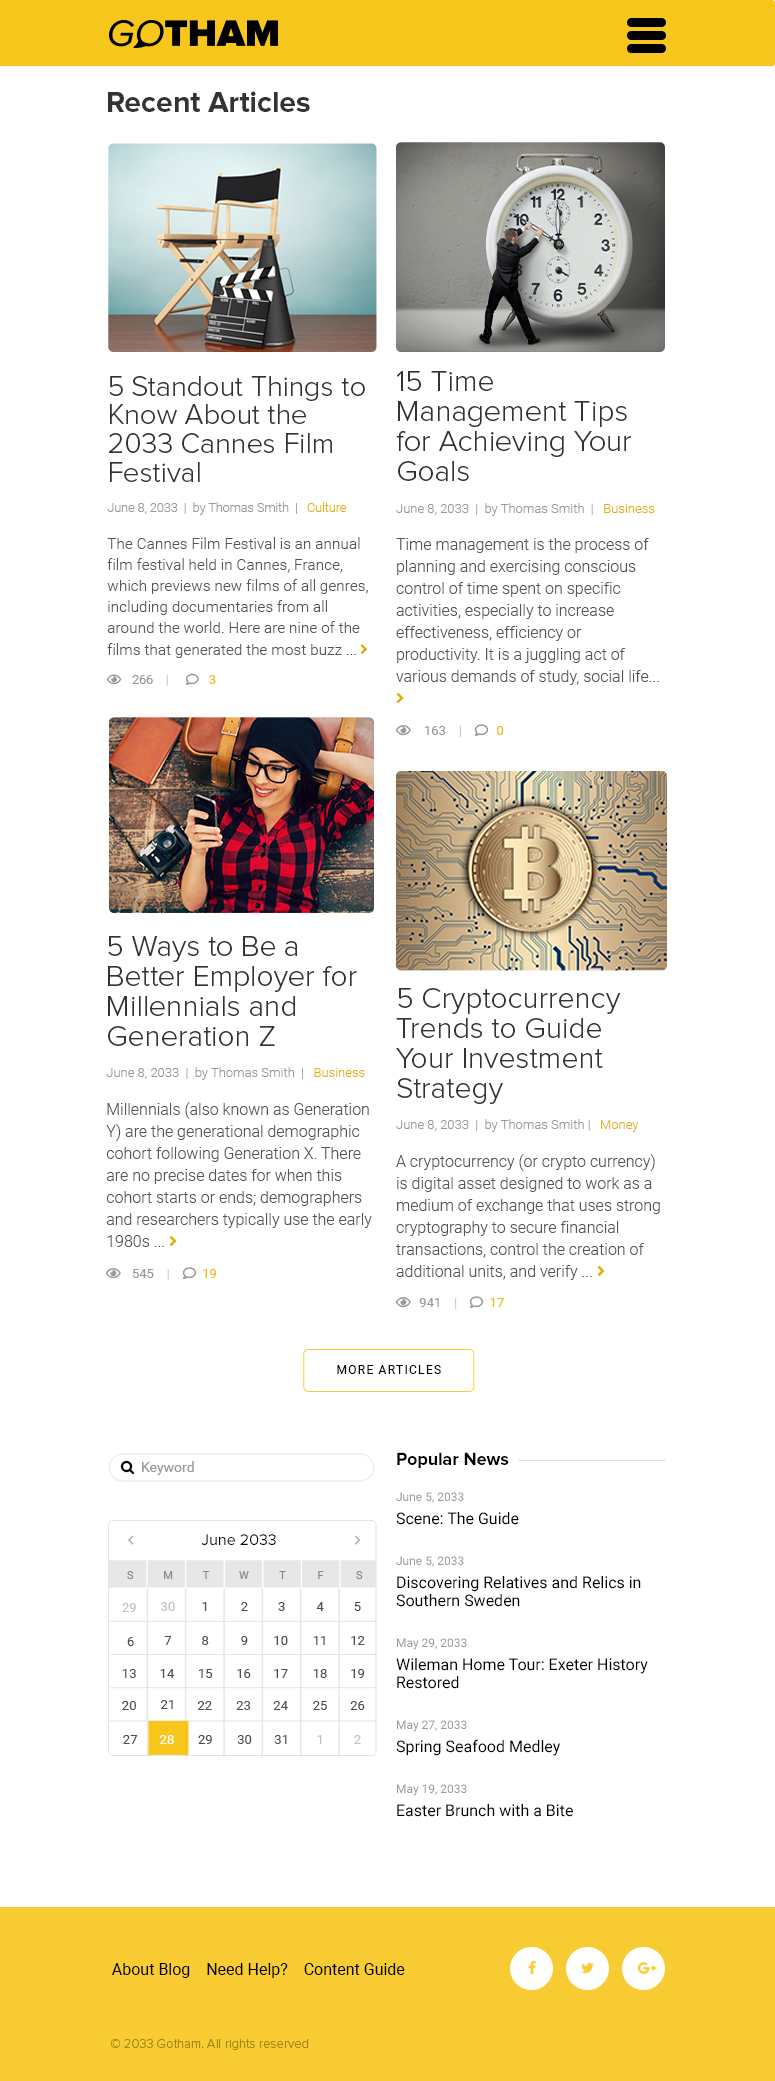 GOTHAM
Recent Articles
5 Standout Things to
Know About the
2033 Cannes Film
Festival
June 8, 2033 | by Thomas Smith | Culture
The Cannes Film Festival is an annual
film festival held in Cannes, France,
which previews new films of all genres,
including documentaries from all
around the world. Here are nine of the
films that generated the most buzz ...
266 | 3
10 11 12 1 2 3 4 5 6 7
15 Time
Management Tips
for Achieving Your
Goals
June 8, 2033 | by Thomas Smith | Business
Time management is the process of
planning and exercising conscious
control of time spent on specific
activities, especially to increase
effectiveness, efficiency or
productivity. It is a juggling act of
various demands of study, social life...
163 | 0
5 Ways to Be a
Better Employer for
Millennials and
Generation Z
June 8, 2033 | by Thomas Smith | Business
Millennials (also known as Generation
Y) are the generational demographic
cohort following Generation X. There
are no precise dates for when this
cohort starts or ends; demographers
and researchers typically use the early
1980s ...
545 | 19
5 Cryptocurrency
Trends to Guide
Your Investment
Strategy
June 8, 2033 | by Thomas Smith | Money
A cryptocurrency (or crypto currency)
is digital asset designed to work as a
medium of exchange that uses strong
cryptography to secure financial
transactions, control the creation of
additional units, and verify ...
941 | 17
MORE ARTICLES
Keyword
June 2033
S M T W T F S
29 30 1 2 3 4 5
6 7 8 9 10 11 12
13 14 15 16 17 18 19
20 21 22 23 24 25 26
27 28 29 30 31 1 2
Popular News
June 5, 2033
Scene: The Guide
June 5, 2033
Discovering Relatives and Relics in
Southern Sweden
May 29, 2033
Wileman Home Tour: Exeter History
Restored
May 27, 2033
Spring Seafood Medley
May 19, 2033
Easter Brunch with a Bite
About Blog Need Help? Content Guide
© 2033 Gotham. All rights reserved